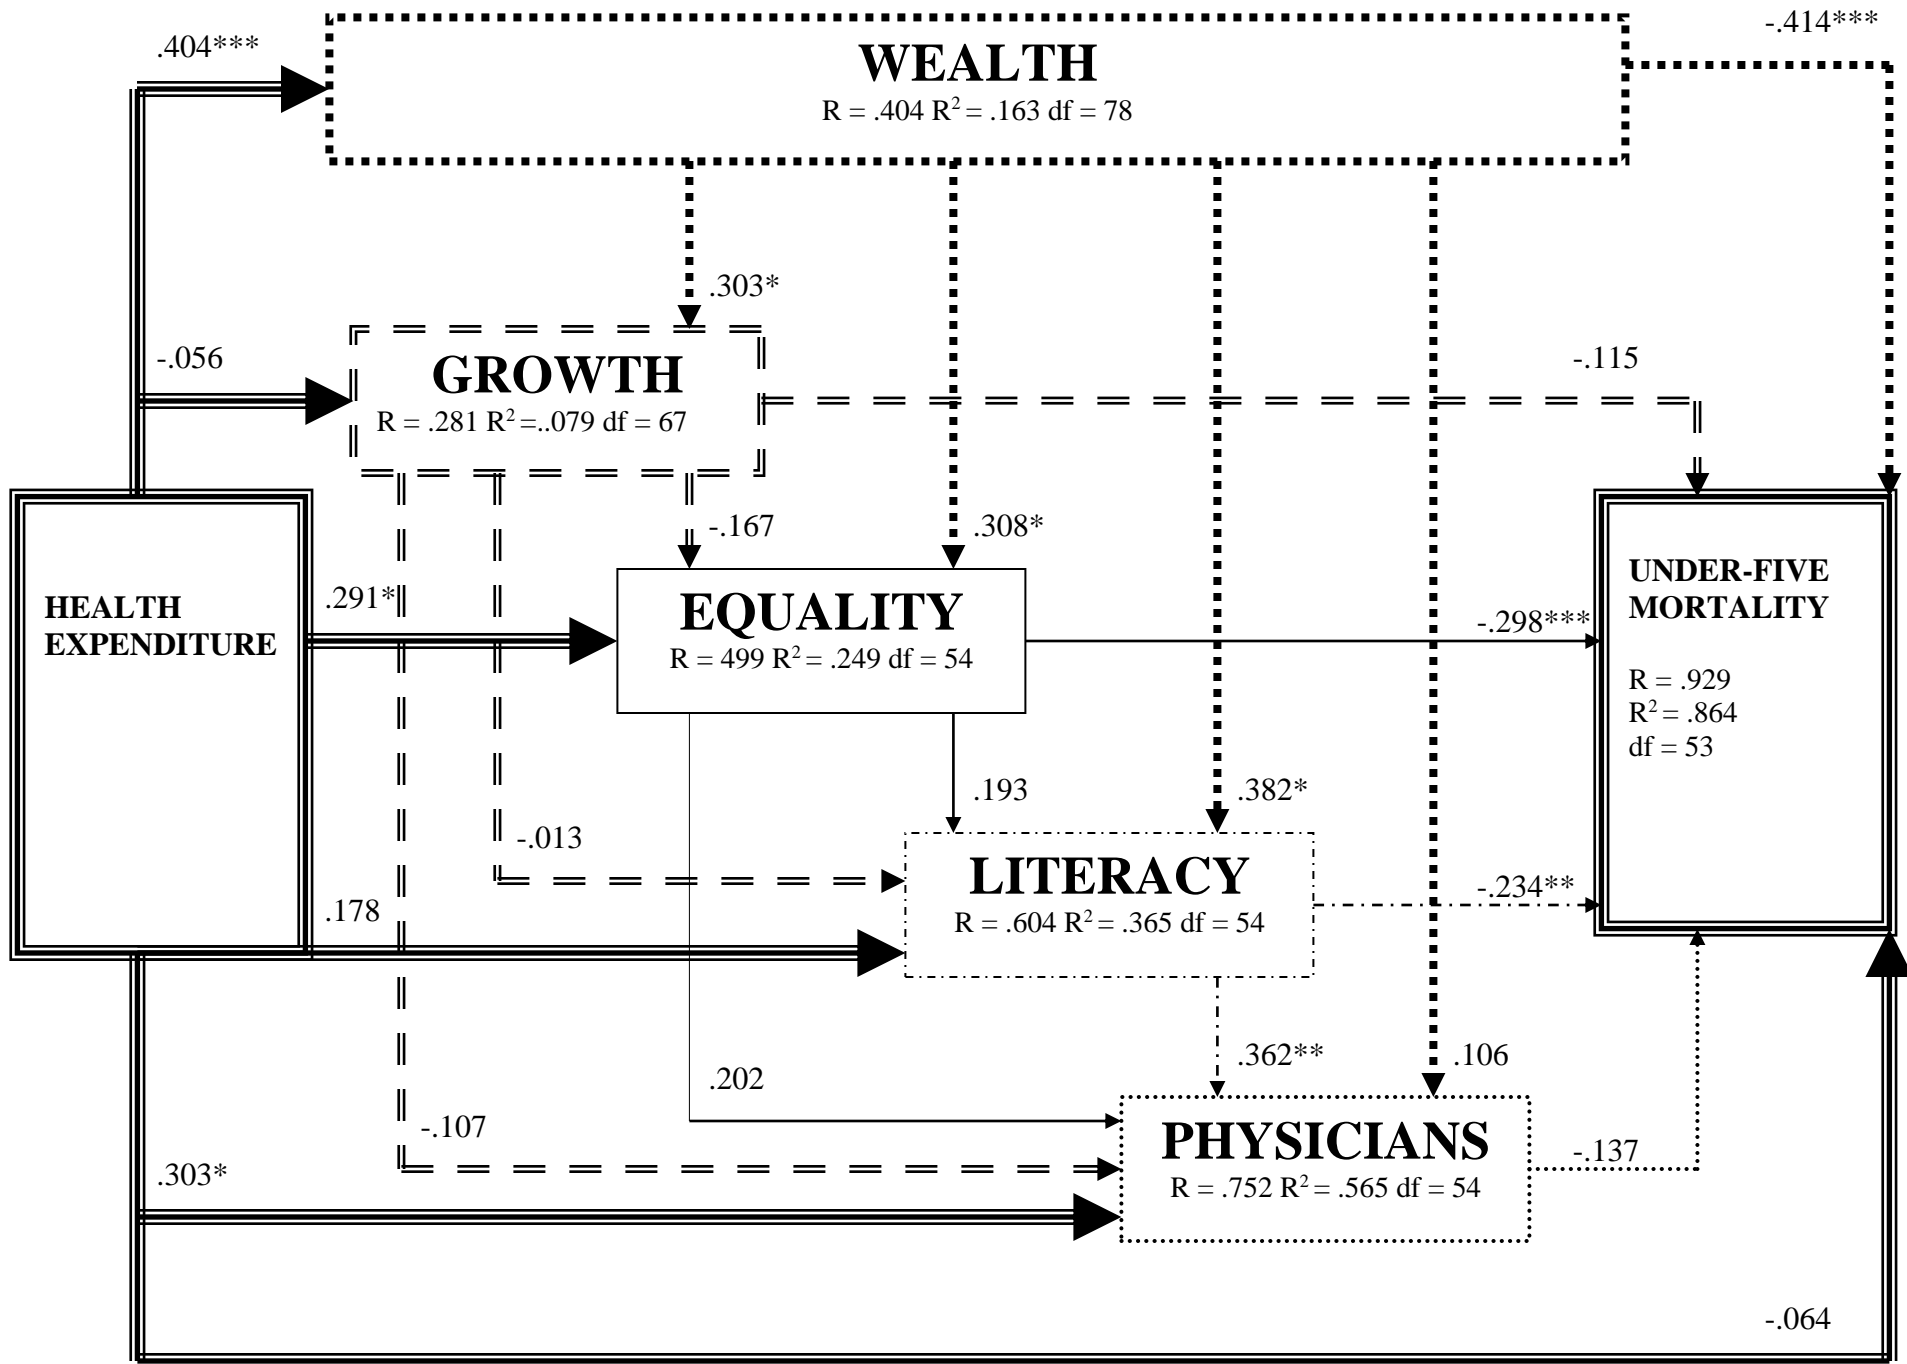 .404***
-.414***
WEALTH
R = .404 R² = .163 df = 78
.303*
-.056
GROWTH
R = .281 R² =..079 df = 67
-.115
-.167
.308*
HEALTH
EXPENDITURE
.291*
EQUALITY
R = 499 R² = .249 df = 54
-.298***
UNDER-FIVE
MORTALITY
R = .929
R² = .864
df = 53
.193
.382*
-.013
LITERACY
R = .604 R² = .365 df = 54
-.234**
.178
.202
.362**
.106
-.107
PHYSICIANS
R = .752 R² = .565 df = 54
-.137
.303*
-.064